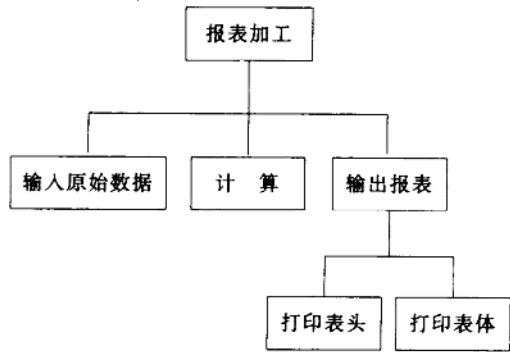 报表加工
输入原始数据
计 算
输出报表
打印表头
打印表体